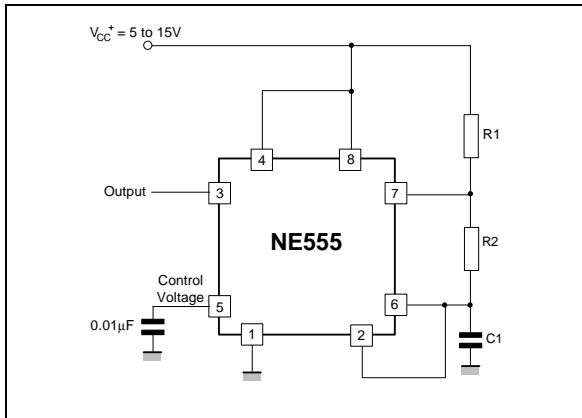 V_CC^+ = 5 to 15V
R1
4
8
Output
3
7
NE555
R2
Control
Voltage
5
6
0.01µF
1
2
C1